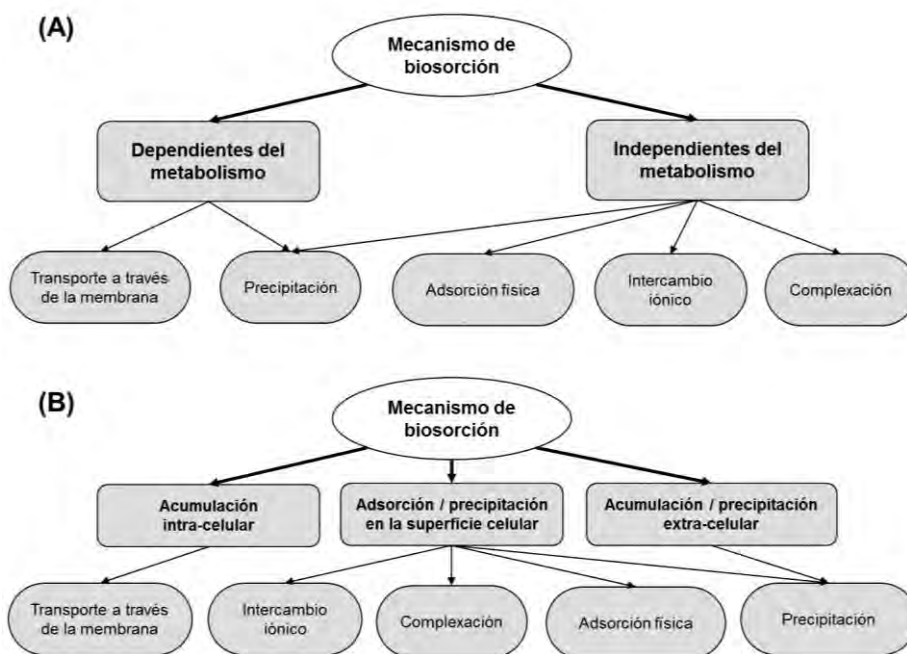 (A)
Mecanismo de
biosorción
Dependientes del
metabolismo
Independientes del
metabolismo
Transporte a través
de la membrana
Precipitación
Adsorción física
Intercambio
iónico
Complexación
(B)
Mecanismo de
biosorción
Acumulación
intra-celular
Adsorción / precipitación
en la superficie celular
Acumulación / precipitación
extra-celular
Transporte a través
de la membrana
Intercambio
iónico
Complexación
Adsorción física
Precipitación